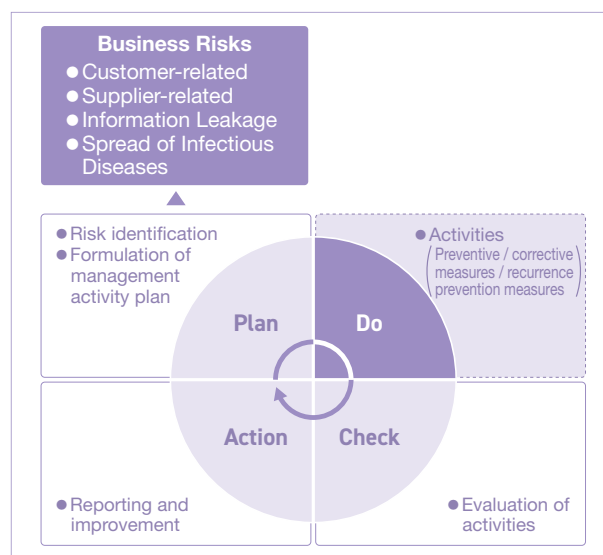 Business Risks
● Customer-related
● Supplier-related
● Information Leakage
● Spread of Infectious
Diseases
● Risk identification
● Formulation of
management
activity plan
● Activities
(Preventive / corrective
measures / recurrence
prevention measures)
Plan
Do
Action
Check
● Reporting and
improvement
● Evaluation of
activities